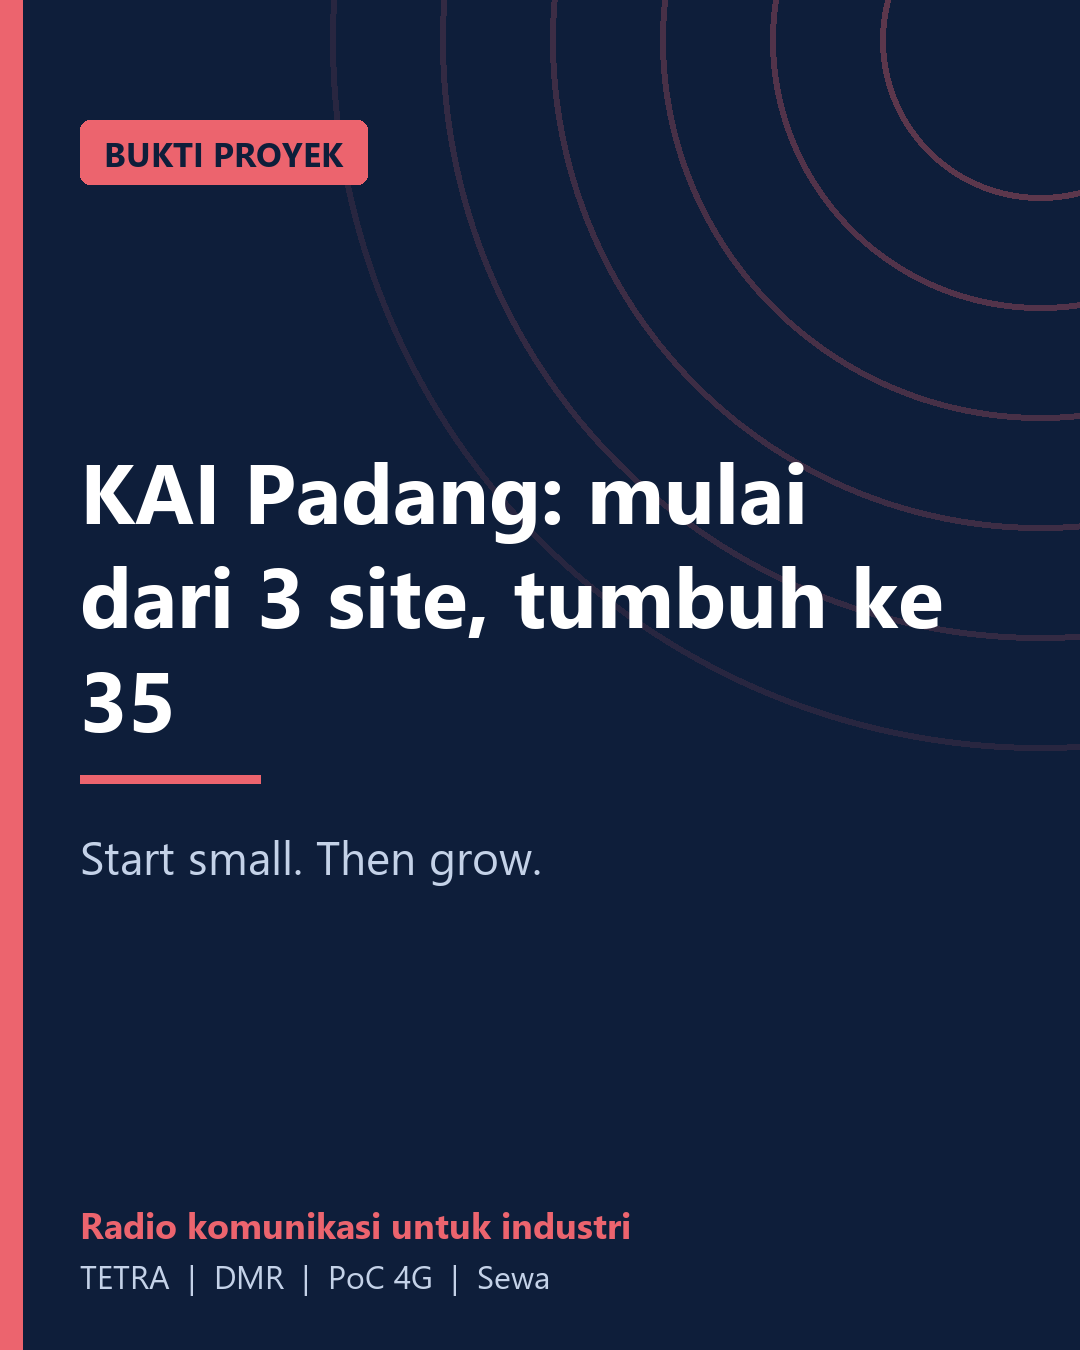 BUKTI PROYEK
KAI Padang: mulai
dari 3 site, tumbuh ke
35
Start small. Then grow.
Radio komunikasi untuk industri
TETRA | DMR | PoC 4G | Sewa